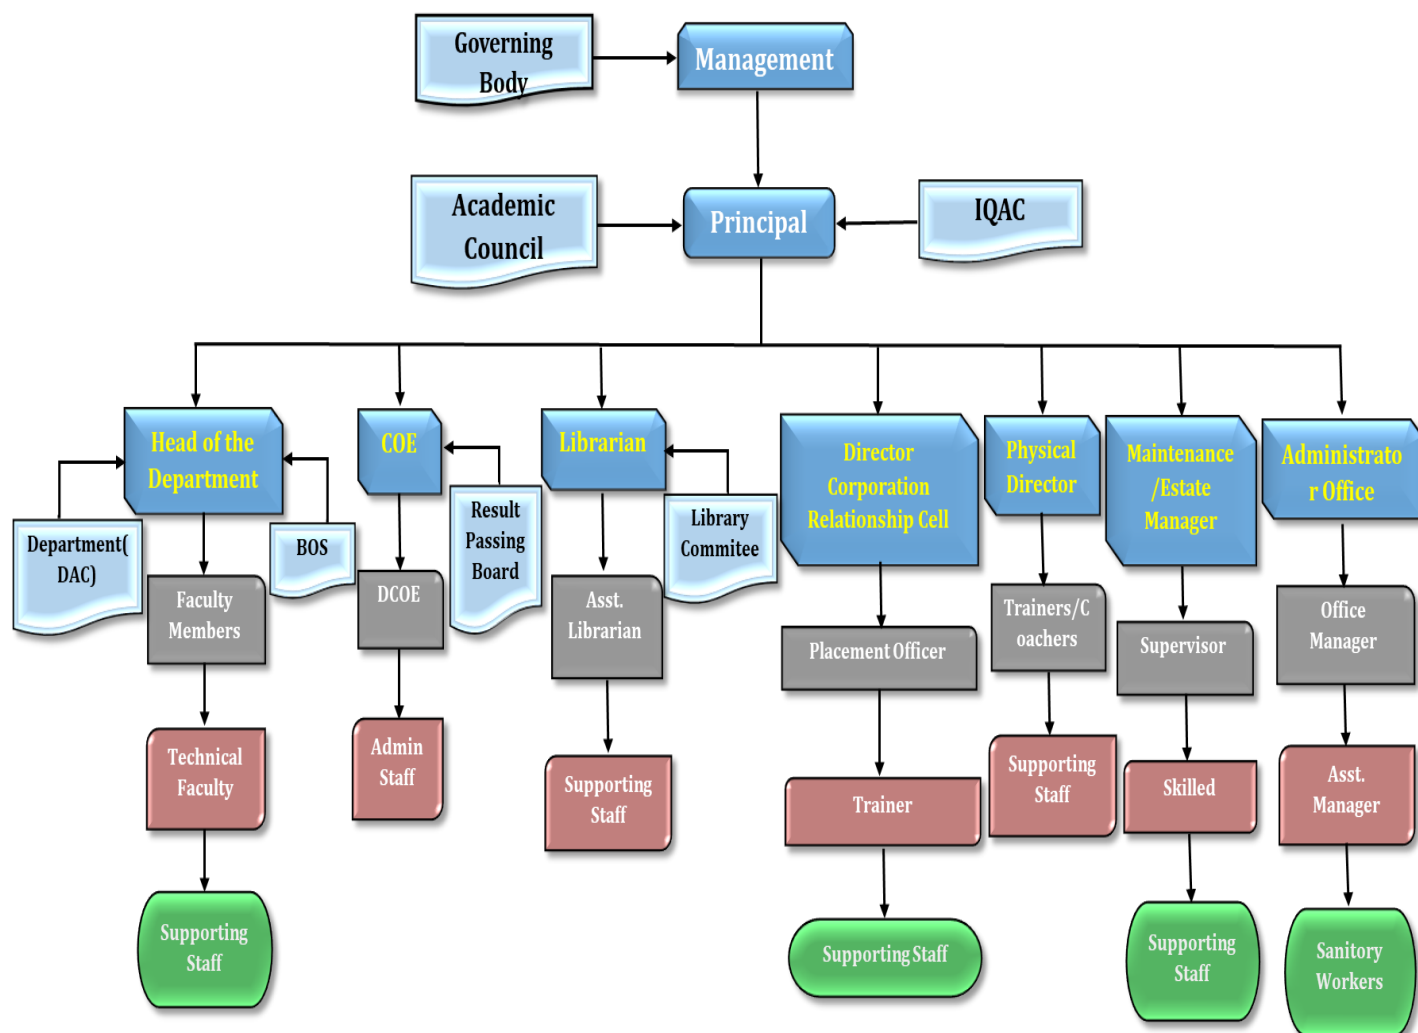 Governing
Body
Management
Academic
Council
Principal
IQAC
Head of the
Department
COE
Librarian
Director
Corporation
Relationship Cell
Physical
Director
Maintenance
/Estate
Manager
Administrato
r Office
Department(
DAC)
BOS
Result
Passing
Board
Library
Commitee
Faculty
Members
DCOE
Asst.
Librarian
Placement Officer
Trainers/C
oachers
Supervisor
Office
Manager
Technical
Faculty
Admin
Staff
Supporting
Staff
Trainer
Supporting
Staff
Skilled
Asst.
Manager
Supporting
Staff
Supporting Staff
Supporting
Staff
Sanitory
Workers